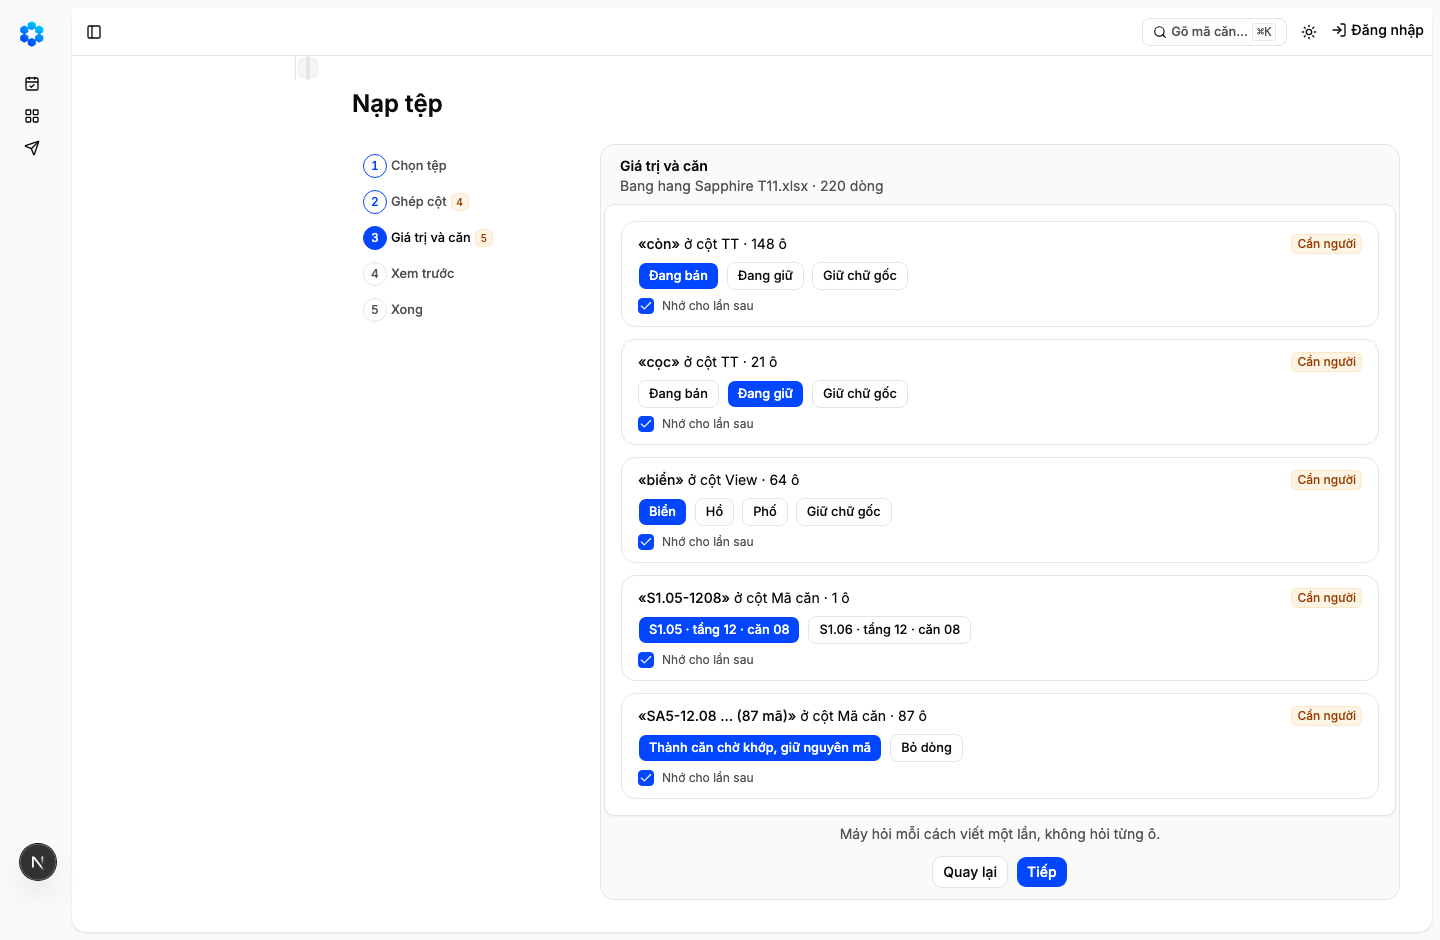 Gõ mã căn... ⌘K
Đăng nhập
Nạp tệp
1 Chọn tệp
2 Ghép cột 4
3 Giá trị và căn 5
4 Xem trước
5 Xong
Giá trị và căn
Bang hang Sapphire T11.xlsx · 220 dòng
«còn» ở cột TT · 148 ô Cần người
Đang bán Đang giữ Giữ chữ gốc
Nhớ cho lần sau
«cọc» ở cột TT · 21 ô Cần người
Đang bán Đang giữ Giữ chữ gốc
Nhớ cho lần sau
«biển» ở cột View · 64 ô Cần người
Biển Hồ Phố Giữ chữ gốc
Nhớ cho lần sau
«S1.05-1208» ở cột Mã căn · 1 ô Cần người
S1.05 · tầng 12 · căn 08 S1.06 · tầng 12 · căn 08
Nhớ cho lần sau
«SA5-12.08 ... (87 mã)» ở cột Mã căn · 87 ô Cần người
Thành căn chờ khớp, giữ nguyên mã Bỏ dòng
Nhớ cho lần sau
Máy hỏi mỗi cách viết một lần, không hỏi từng ô.
Quay lại Tiếp
N